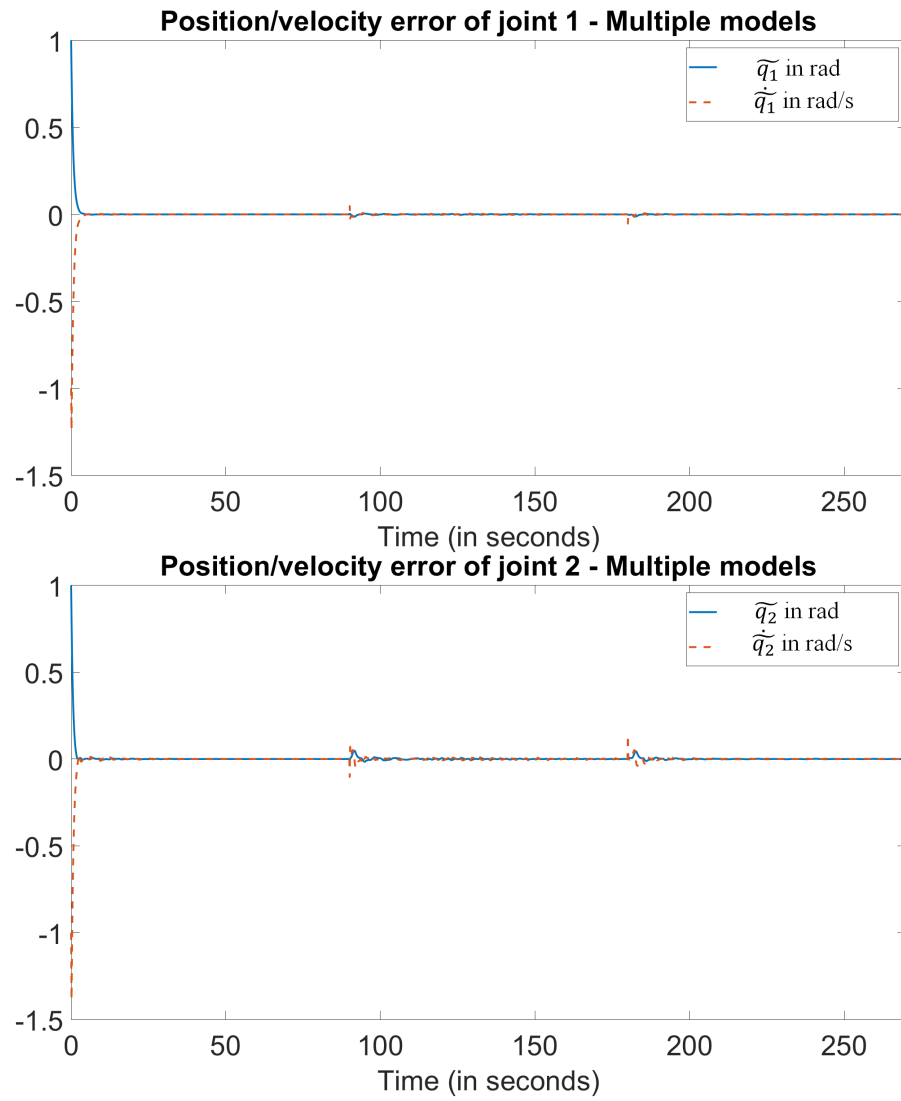 Position/velocity error of joint 1 - Multiple models
1
0.5
0
-0.5
-1
-1.5
0 50 100 150 200 250
Time (in seconds)
q̃₁ in rad
q̃̇₁ in rad/s
Position/velocity error of joint 2 - Multiple models
1
0.5
0
-0.5
-1
-1.5
0 50 100 150 200 250
Time (in seconds)
q̃₂ in rad
q̃̇₂ in rad/s